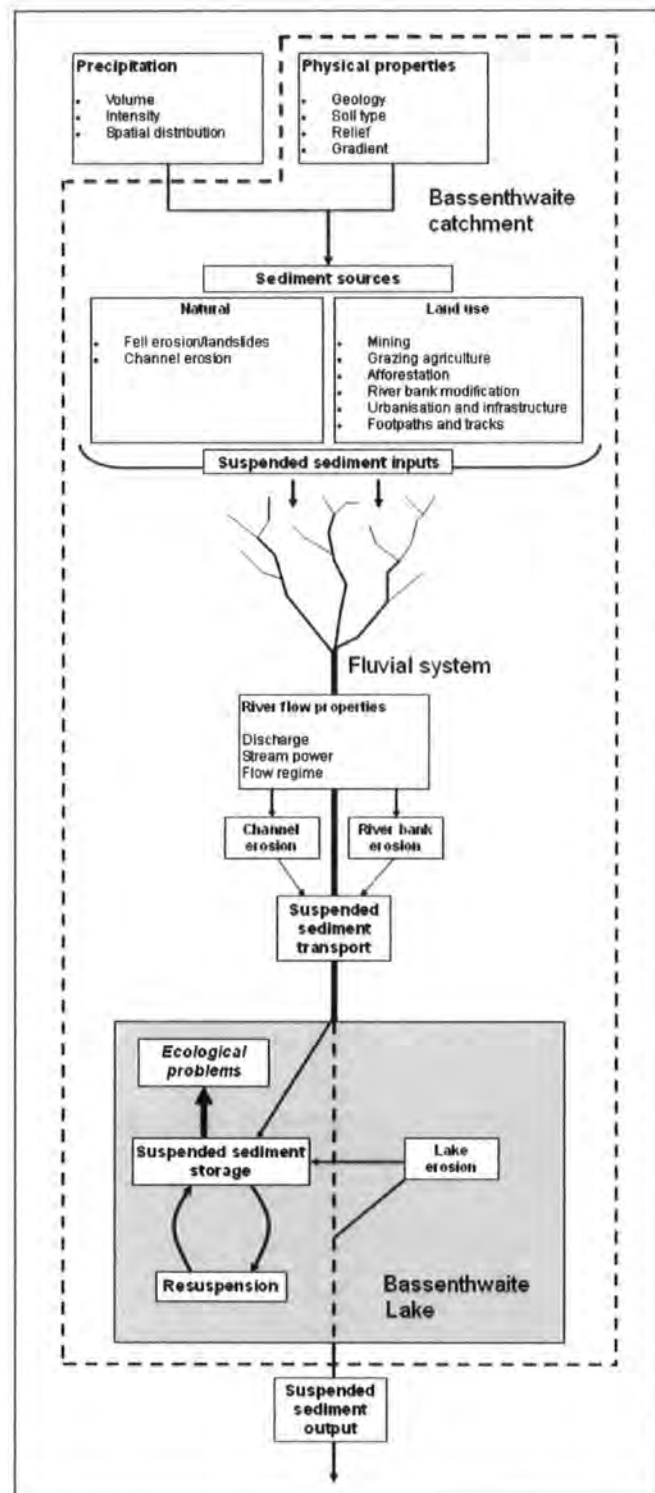 Precipitation
Volume
Intensity
Spatial distribution
Physical properties
Geology
Soil type
Relief
Gradient
Bassenthwaite
catchment
Sediment sources
Natural
Fell erosion/landslides
Channel erosion
Land use
Mining
Grazing agriculture
Afforestation
River bank modification
Urbanisation and infrastructure
Footpaths and tracks
Suspended sediment inputs
Fluvial system
River flow properties
Discharge
Stream power
Flow regime
Channel
erosion
River bank
erosion
Suspended
sediment
transport
Ecological
problems
Suspended sediment
storage
Lake
erosion
Resuspension
Bassenthwaite
Lake
Suspended
sediment
output